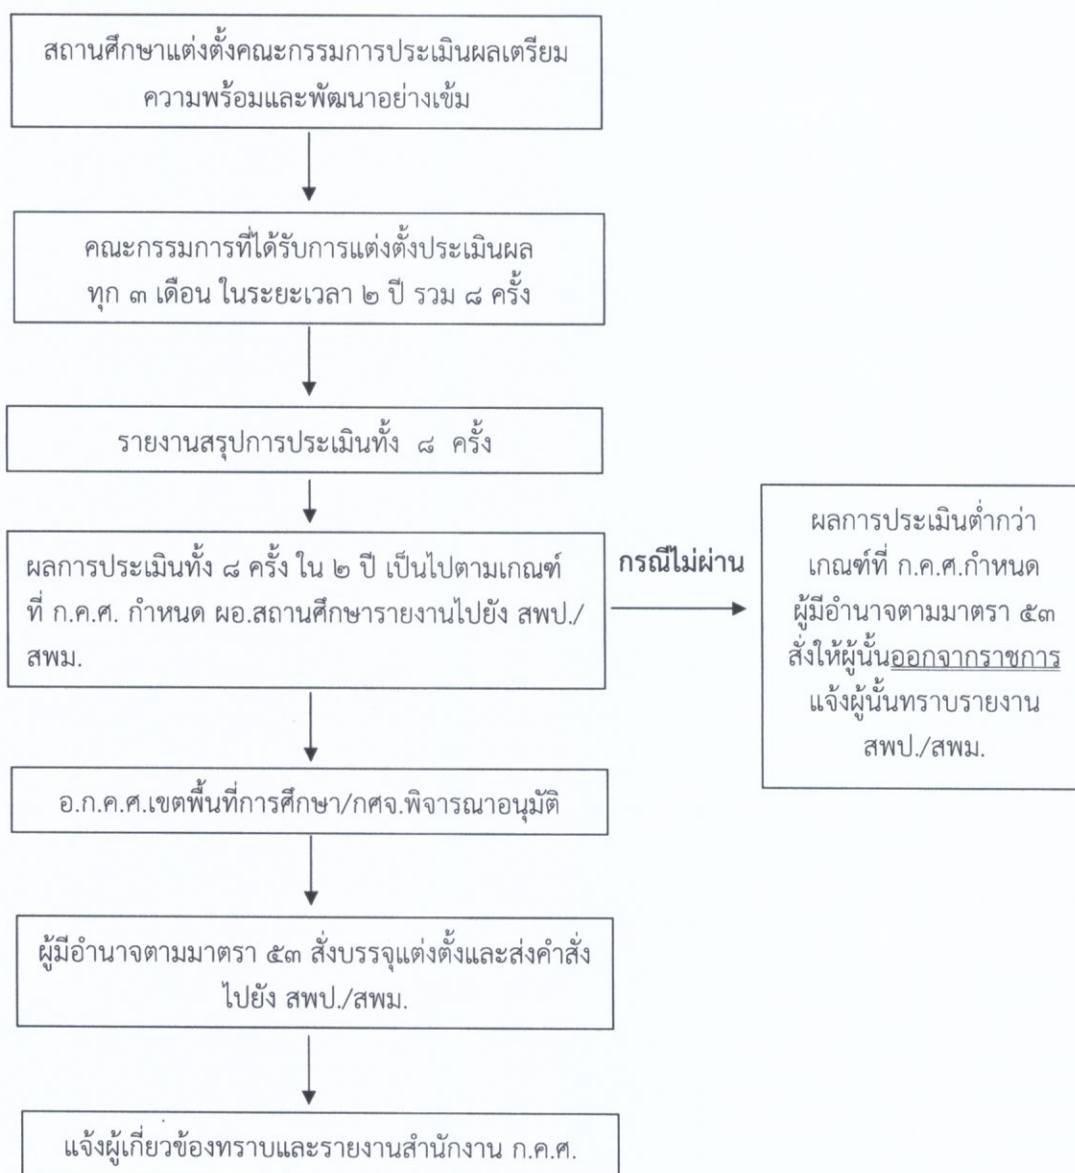 สถานศึกษาแต่งตั้งคณะกรรมการประเมินผลเตรียม
ความพร้อมและพัฒนาอย่างเข้ม
คณะกรรมการที่ได้รับการแต่งตั้งประเมินผล
ทุก ๓ เดือน ในระยะเวลา ๒ ปี รวม ๘ ครั้ง
รายงานสรุปการประเมินทั้ง ๘ ครั้ง
ผลการประเมินทั้ง ๘ ครั้ง ใน ๒ ปี เป็นไปตามเกณฑ์
ที่ ก.ค.ศ. กำหนด ผอ.สถานศึกษารายงานไปยัง สพป./
สพม.
กรณีไม่ผ่าน
ผลการประเมินต่ำกว่า
เกณฑ์ที่ ก.ค.ศ.กำหนด
ผู้มีอำนาจตามมาตรา ๕๓
สั่งให้ผู้นั้นออกจากราชการ
แจ้งผู้นั้นทราบรายงาน
สพป./สพม.
อ.ก.ค.ศ.เขตพื้นที่การศึกษา/กศจ.พิจารณาอนุมัติ
ผู้มีอำนาจตามมาตรา ๕๓ สั่งบรรจุแต่งตั้งและส่งคำสั่ง
ไปยัง สพป./สพม.
แจ้งผู้เกี่ยวข้องทราบและรายงานสำนักงาน ก.ค.ศ.